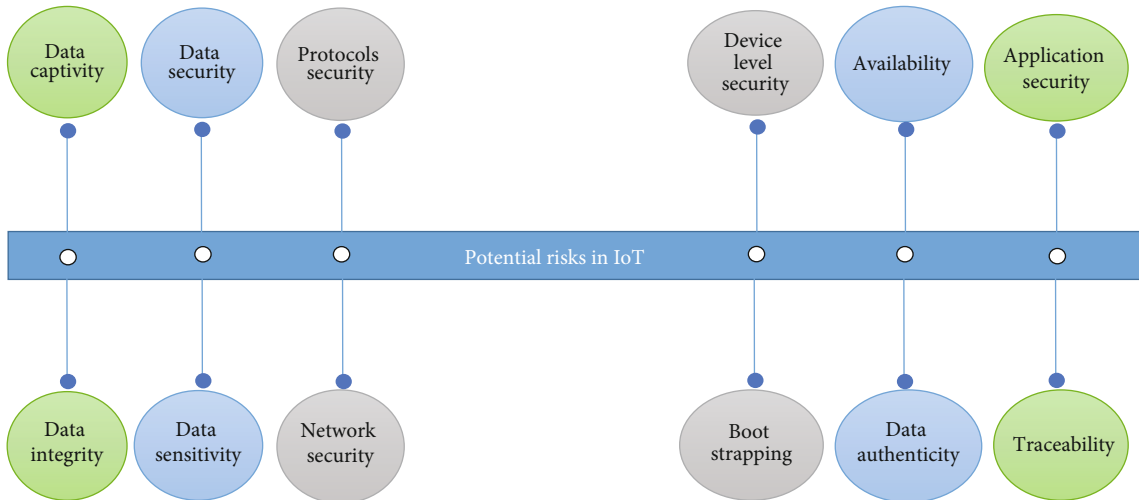 Data
captivity
Data
security
Protocols
security
Device
level
security
Availability
Application
security
Potential risks in IoT
Data
integrity
Data
sensitivity
Network
security
Boot
strapping
Data
authenticity
Traceability